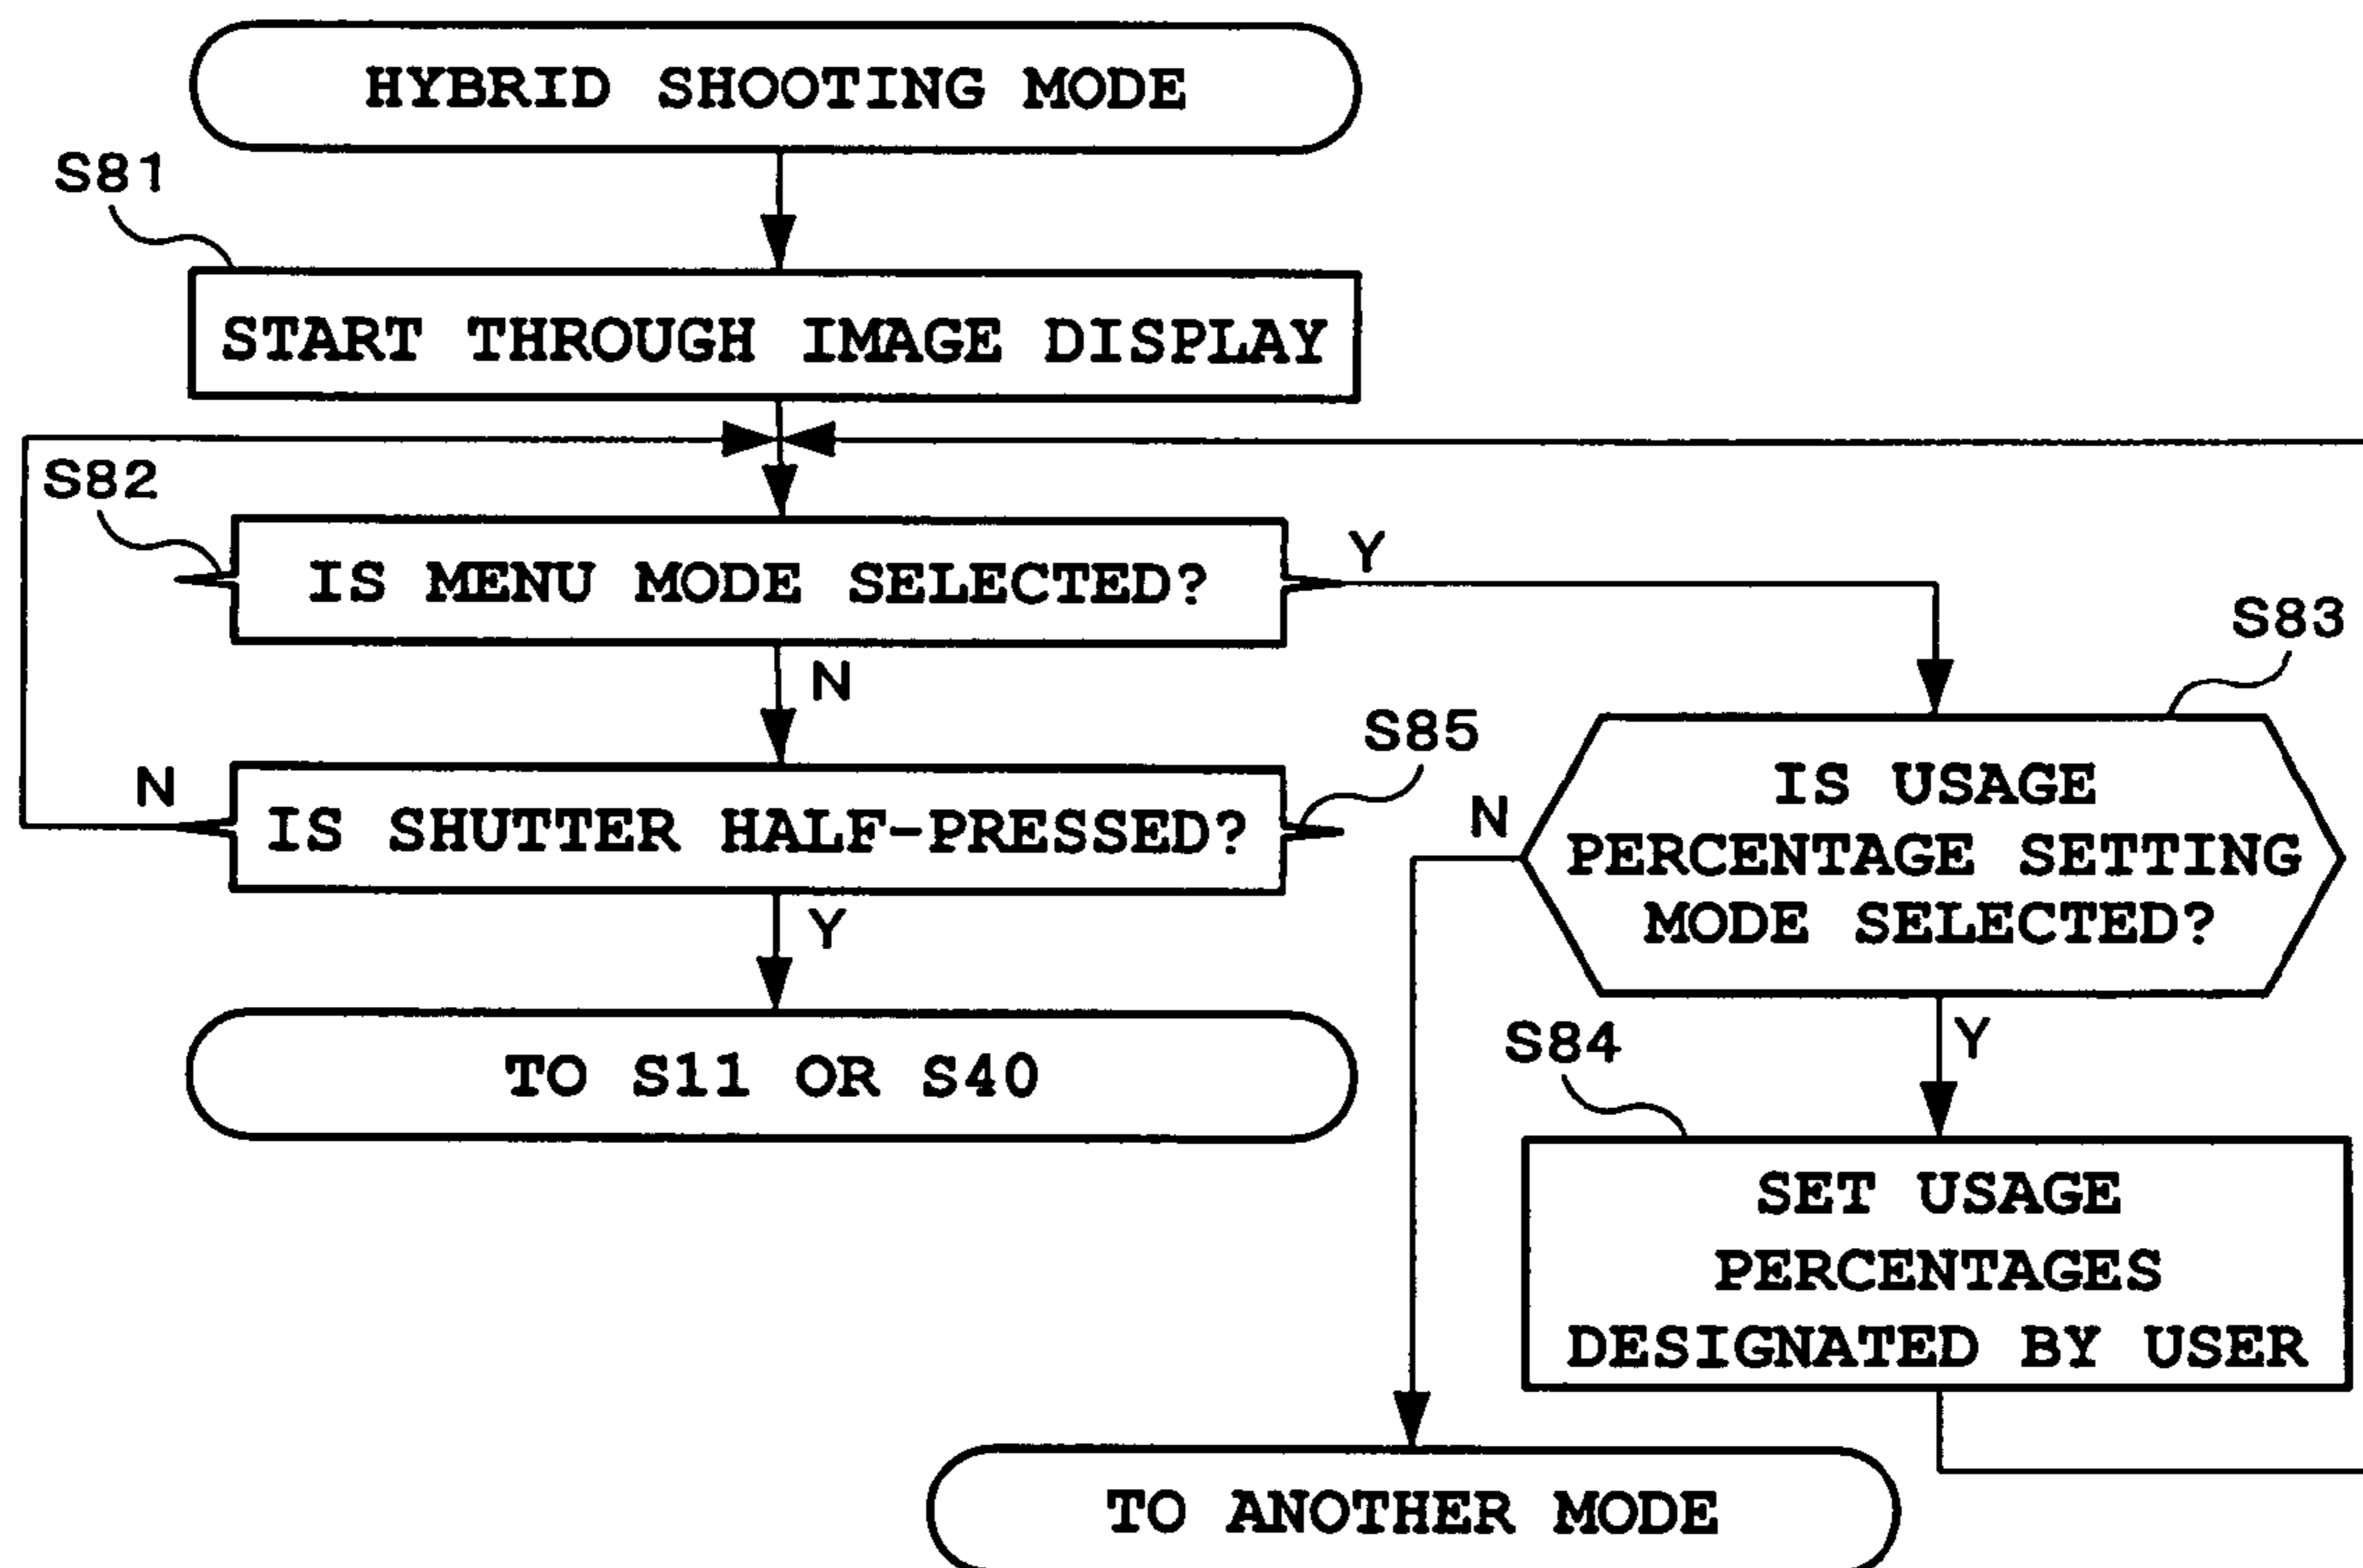 HYBRID SHOOTING MODE
S81
START THROUGH IMAGE DISPLAY
S82
IS MENU MODE SELECTED?
Y
N
S83
IS USAGE
PERCENTAGE SETTING
MODE SELECTED?
N
Y
S85
IS SHUTTER HALF-PRESSED?
N
Y
TO S11 OR S40
S84
SET USAGE
PERCENTAGES
DESIGNATED BY USER
TO ANOTHER MODE